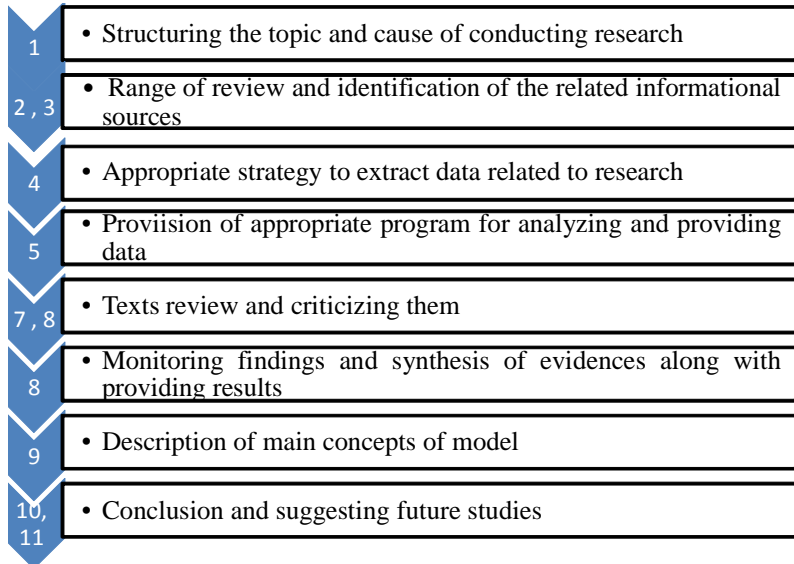 1
• Structuring the topic and cause of conducting research
2 , 3
• Range of review and identification of the related informational
sources
4
• Appropriate strategy to extract data related to research
5
• Proviision of appropriate program for analyzing and providing
data
7 , 8
• Texts review and criticizing them
8
• Monitoring findings and synthesis of evidences along with
providing results
9
• Description of main concepts of model
10,
11
• Conclusion and suggesting future studies